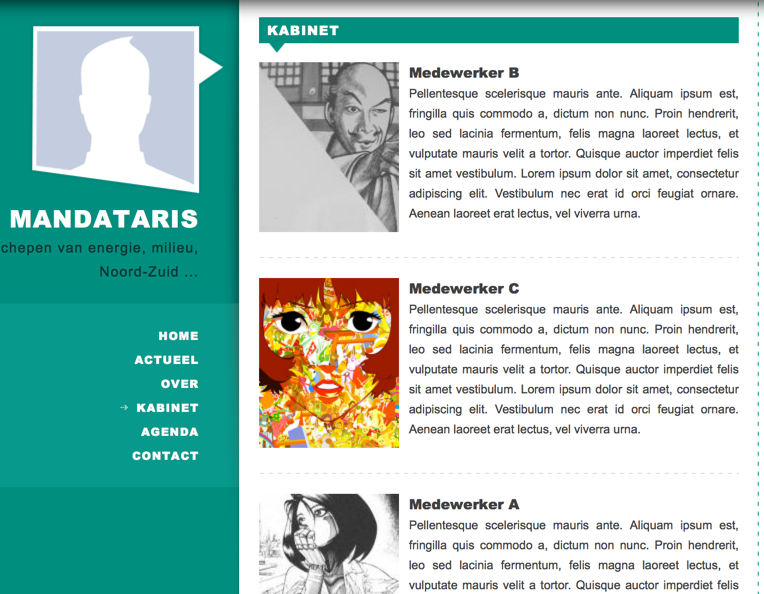 MANDATARIS
chepen van energie, milieu,
Noord-Zuid ...
HOME
ACTUEEL
OVER
KABINET
AGENDA
CONTACT
KABINET
Medewerker B
Pellentesque scelerisque mauris ante. Aliquam ipsum est,
fringilla quis commodo a, dictum non nunc. Proin hendrerit,
leo sed lacinia fermentum, felis magna laoreet lectus, et
vulputate mauris velit a tortor. Quisque auctor imperdiet felis
sit amet vestibulum. Lorem ipsum dolor sit amet, consectetur
adipiscing elit. Vestibulum nec erat id orci feugiat ornare.
Aenean laoreet erat lectus, vel viverra urna.
Medewerker C
Pellentesque scelerisque mauris ante. Aliquam ipsum est,
fringilla quis commodo a, dictum non nunc. Proin hendrerit,
leo sed lacinia fermentum, felis magna laoreet lectus, et
vulputate mauris velit a tortor. Quisque auctor imperdiet felis
sit amet vestibulum. Lorem ipsum dolor sit amet, consectetur
adipiscing elit. Vestibulum nec erat id orci feugiat ornare.
Aenean laoreet erat lectus, vel viverra urna.
Medewerker A
Pellentesque scelerisque mauris ante. Aliquam ipsum est,
fringilla quis commodo a, dictum non nunc. Proin hendrerit,
leo sed lacinia fermentum, felis magna laoreet lectus, et
vulputate mauris velit a tortor. Quisque auctor imperdiet felis